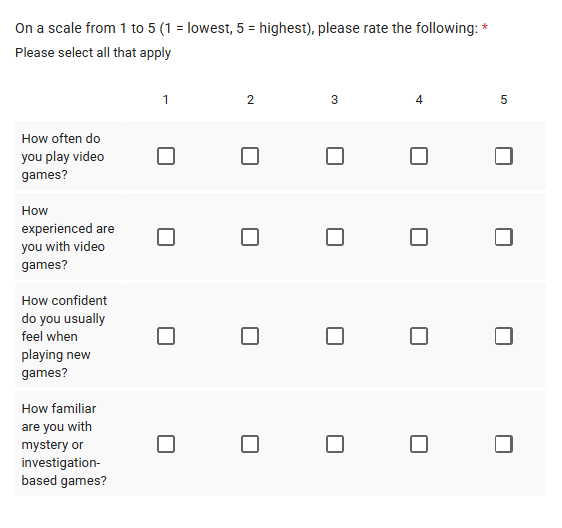 On a scale from 1 to 5 (1 = lowest, 5 = highest), please rate the following: *
Please select all that apply
1 2 3 4 5
How often do
you play video
games?
How
experienced are
you with video
games?
How confident
do you usually
feel when
playing new
games?
How familiar
are you with
mystery or
investigation-
based games?